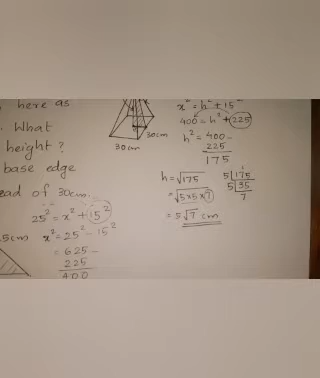 here as
x² = h² + 15²
400 = h² + 225
What
30cm
h² = 400 -
height ?
225
30cm
175
base edge
h = √175
5 175
ead of 30cm.
= √5×5×7
5 35
7
25² = x² + 15²
= 5√7 cm
5cm
x² = 25² - 15²
= 625 -
225
400